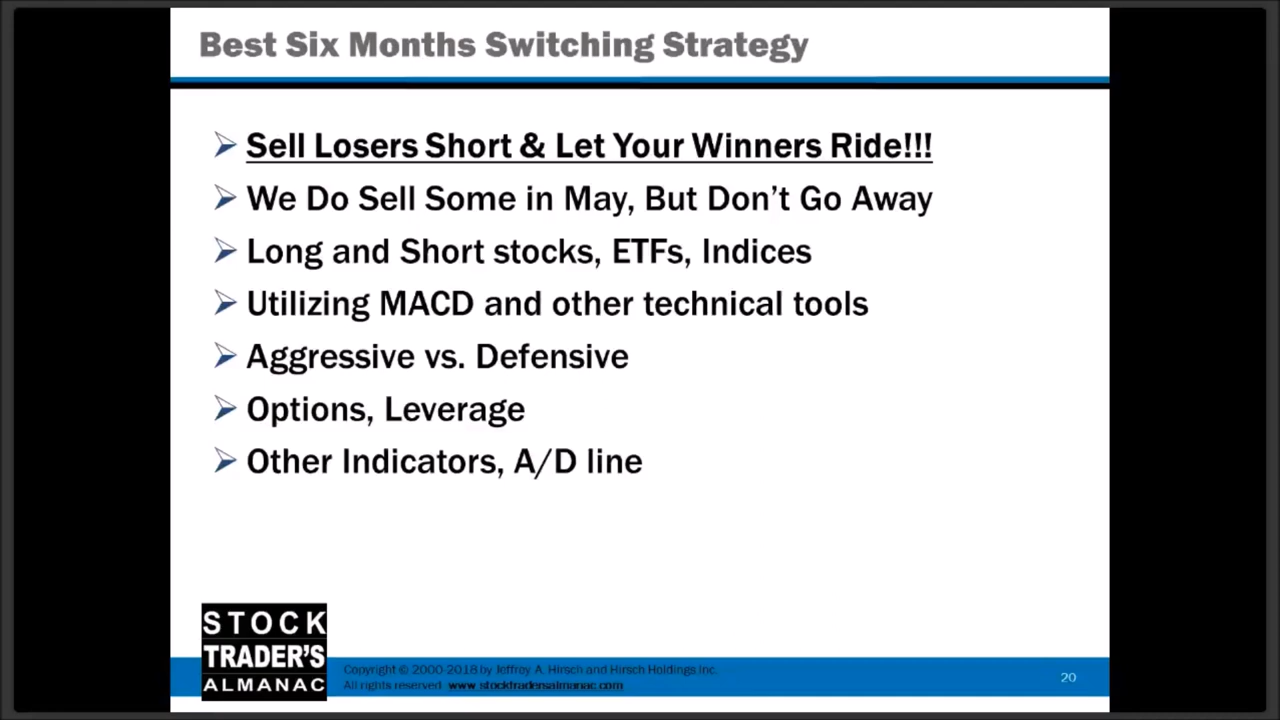 Best Six Months Switching Strategy
Sell Losers Short & Let Your Winners Ride!!!
We Do Sell Some in May, But Don't Go Away
Long and Short stocks, ETFs, Indices
Utilizing MACD and other technical tools
Aggressive vs. Defensive
Options, Leverage
Other Indicators, A/D line
STOCK
TRADER'S
ALMANAC
Copyright © 2000-2018 by Jeffrey A. Hirsch and Hirsch Holdings Inc.
All rights reserved. www.stocktradersalmanac.com
20